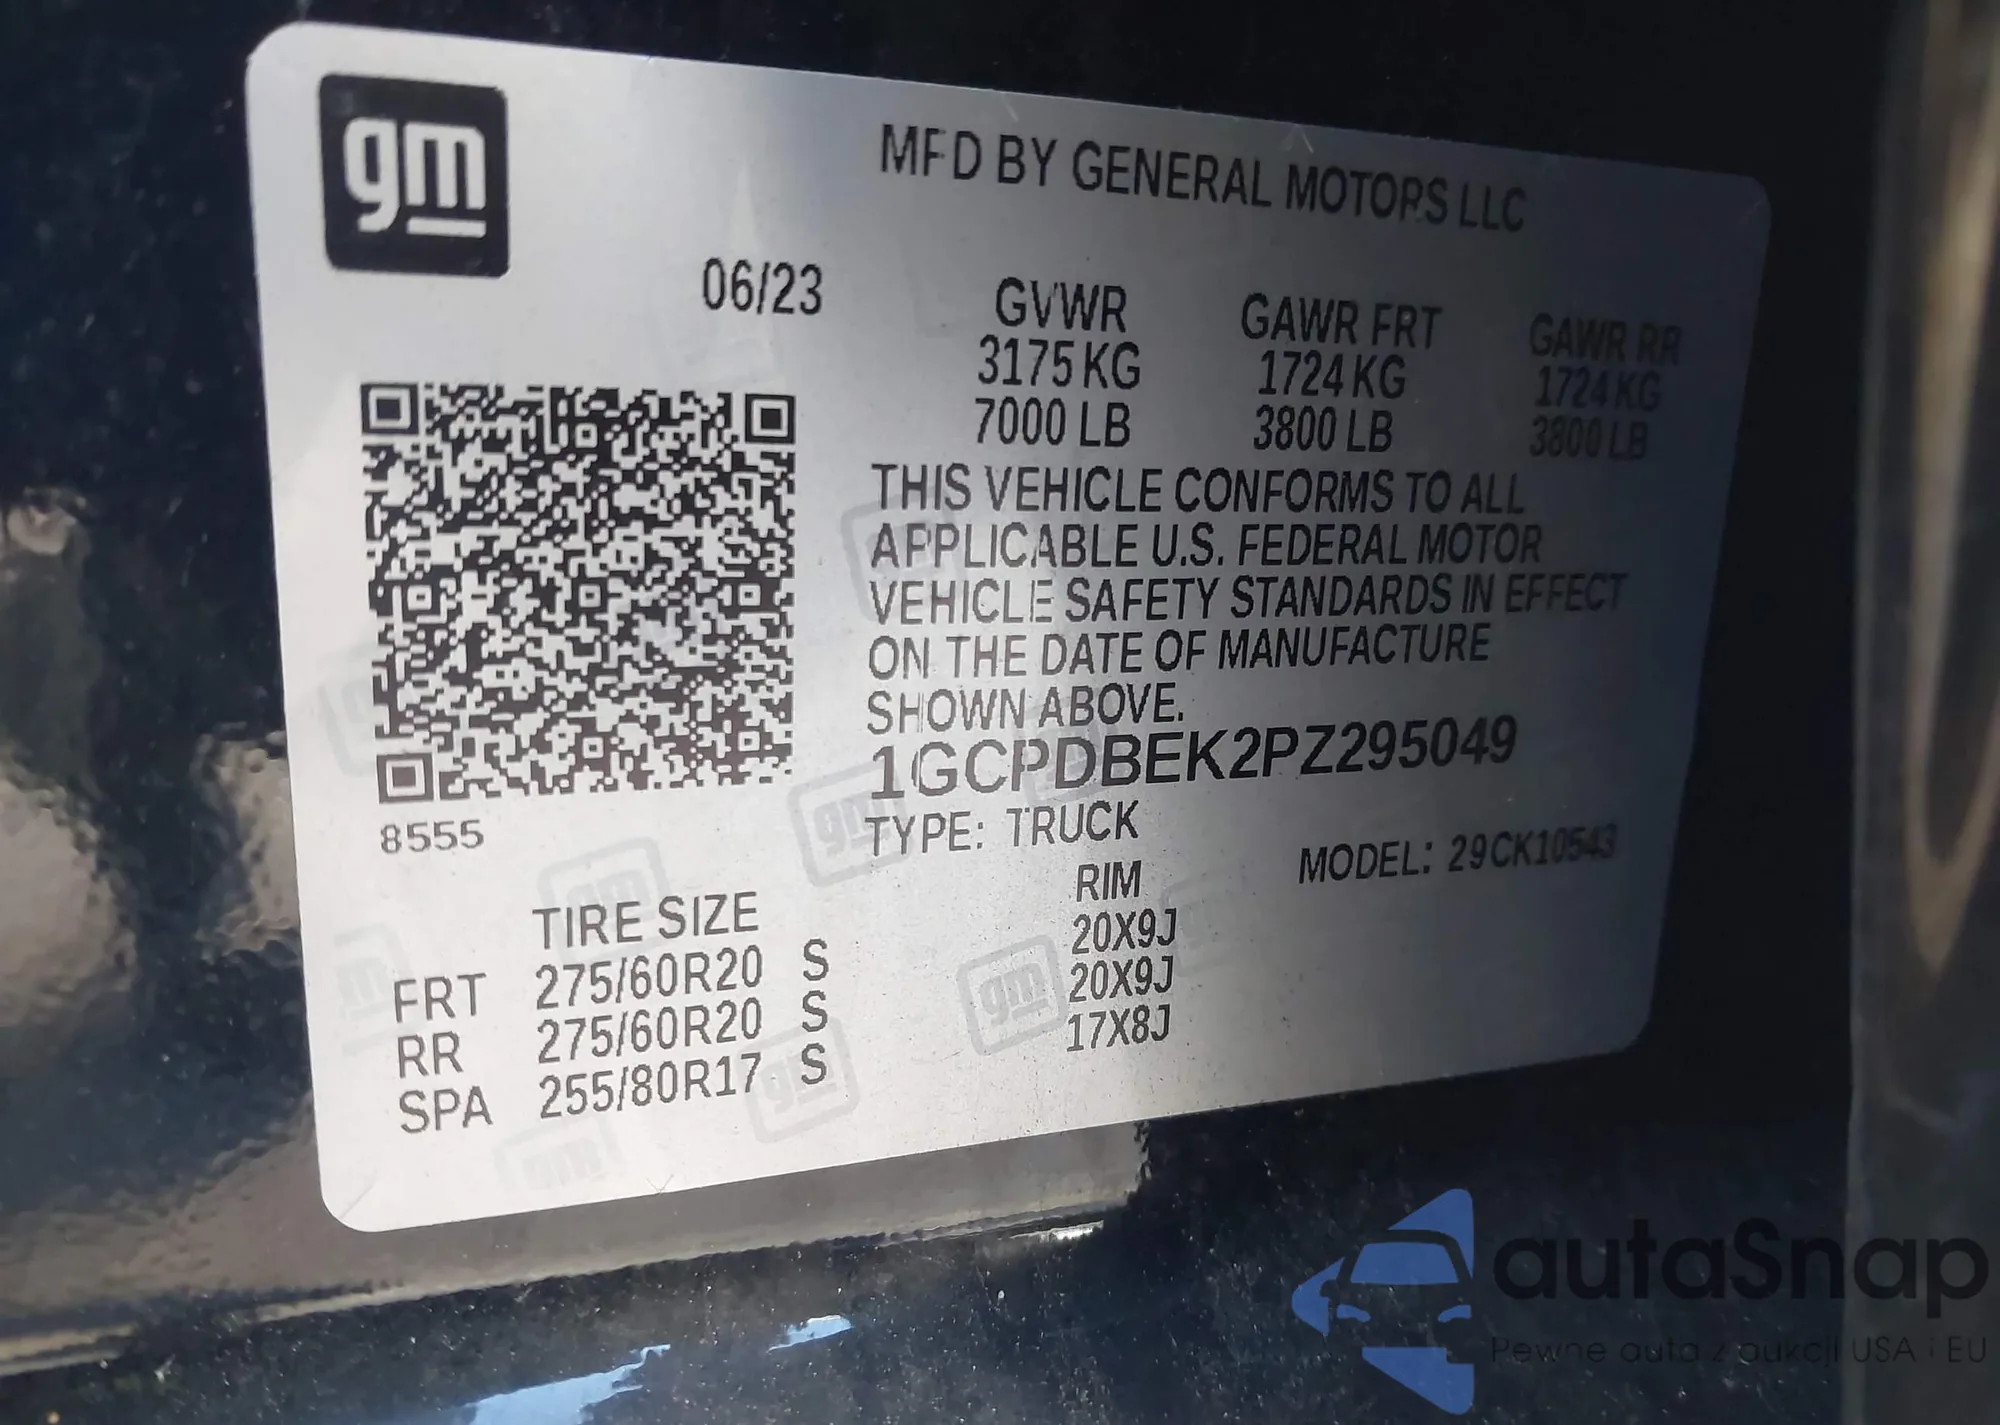 gm
MFD BY GENERAL MOTORS LLC
06/23
GVWR GAWR FRT GAWR RR
3175 KG 1724 KG 1724 KG
7000 LB 3800 LB 3800 LB
THIS VEHICLE CONFORMS TO ALL
APPLICABLE U.S. FEDERAL MOTOR
VEHICLE SAFETY STANDARDS IN EFFECT
ON THE DATE OF MANUFACTURE
SHOWN ABOVE.
1GCPDBEK2PZ295049
TYPE: TRUCK
MODEL: 29CK10543
8555
TIRE SIZE RIM
FRT 275/60R20 S 20X9J
RR 275/60R20 S 20X9J
SPA 255/80R17 S 17X8J
autaSnap
Pewne auta z aukcji USA i EU